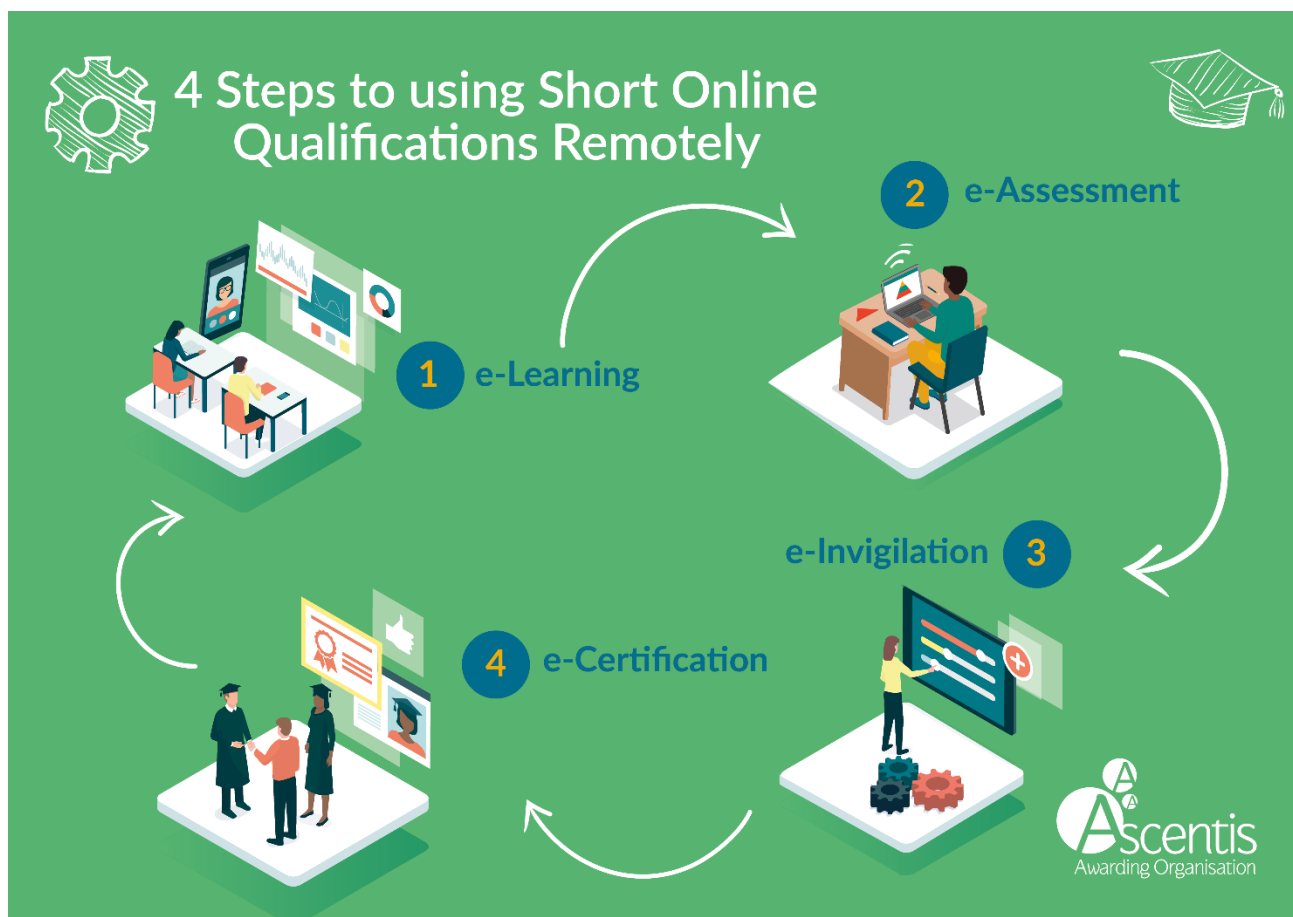 4 Steps to using Short Online
Qualifications Remotely
1 e-Learning
2 e-Assessment
e-Invigilation 3
4 e-Certification
A
A
Ascentis
Awarding Organisation